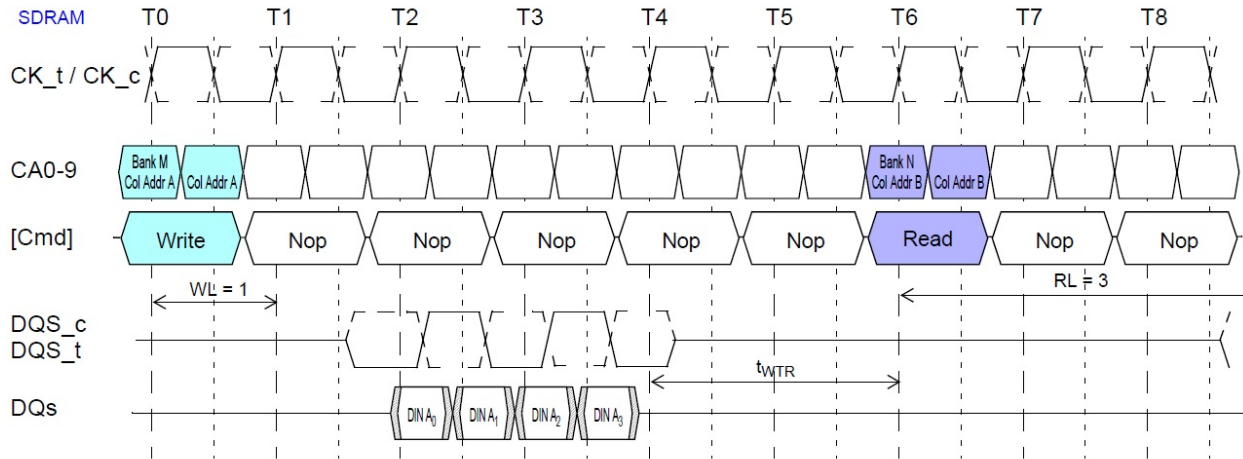 SDRAM T0 T1 T2 T3 T4 T5 T6 T7 T8
CK_t / CK_c
CA0-9
Bank M
Col Addr A
Col Addr A
Bank N
Col Addr B
Col Addr B
[Cmd] Write Nop Nop Nop Nop Nop Read Nop Nop
WL = 1
RL = 3
DQS_c
DQS_t
tWTR
DQs DIN A0 DIN A1 DIN A2 DIN A3